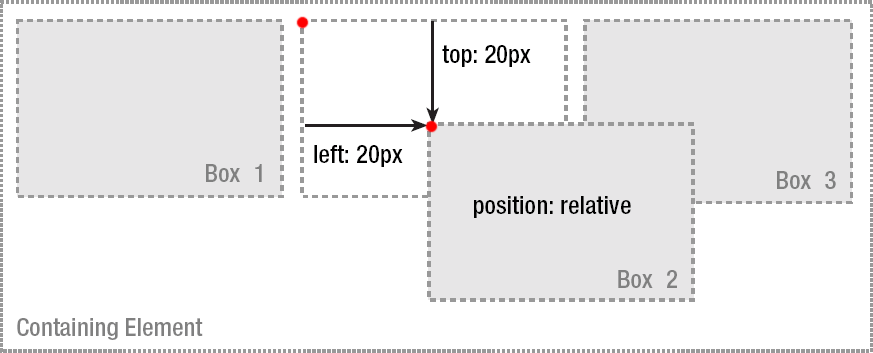 top: 20px
left: 20px
Box 1
position: relative
Box 3
Box 2
Containing Element